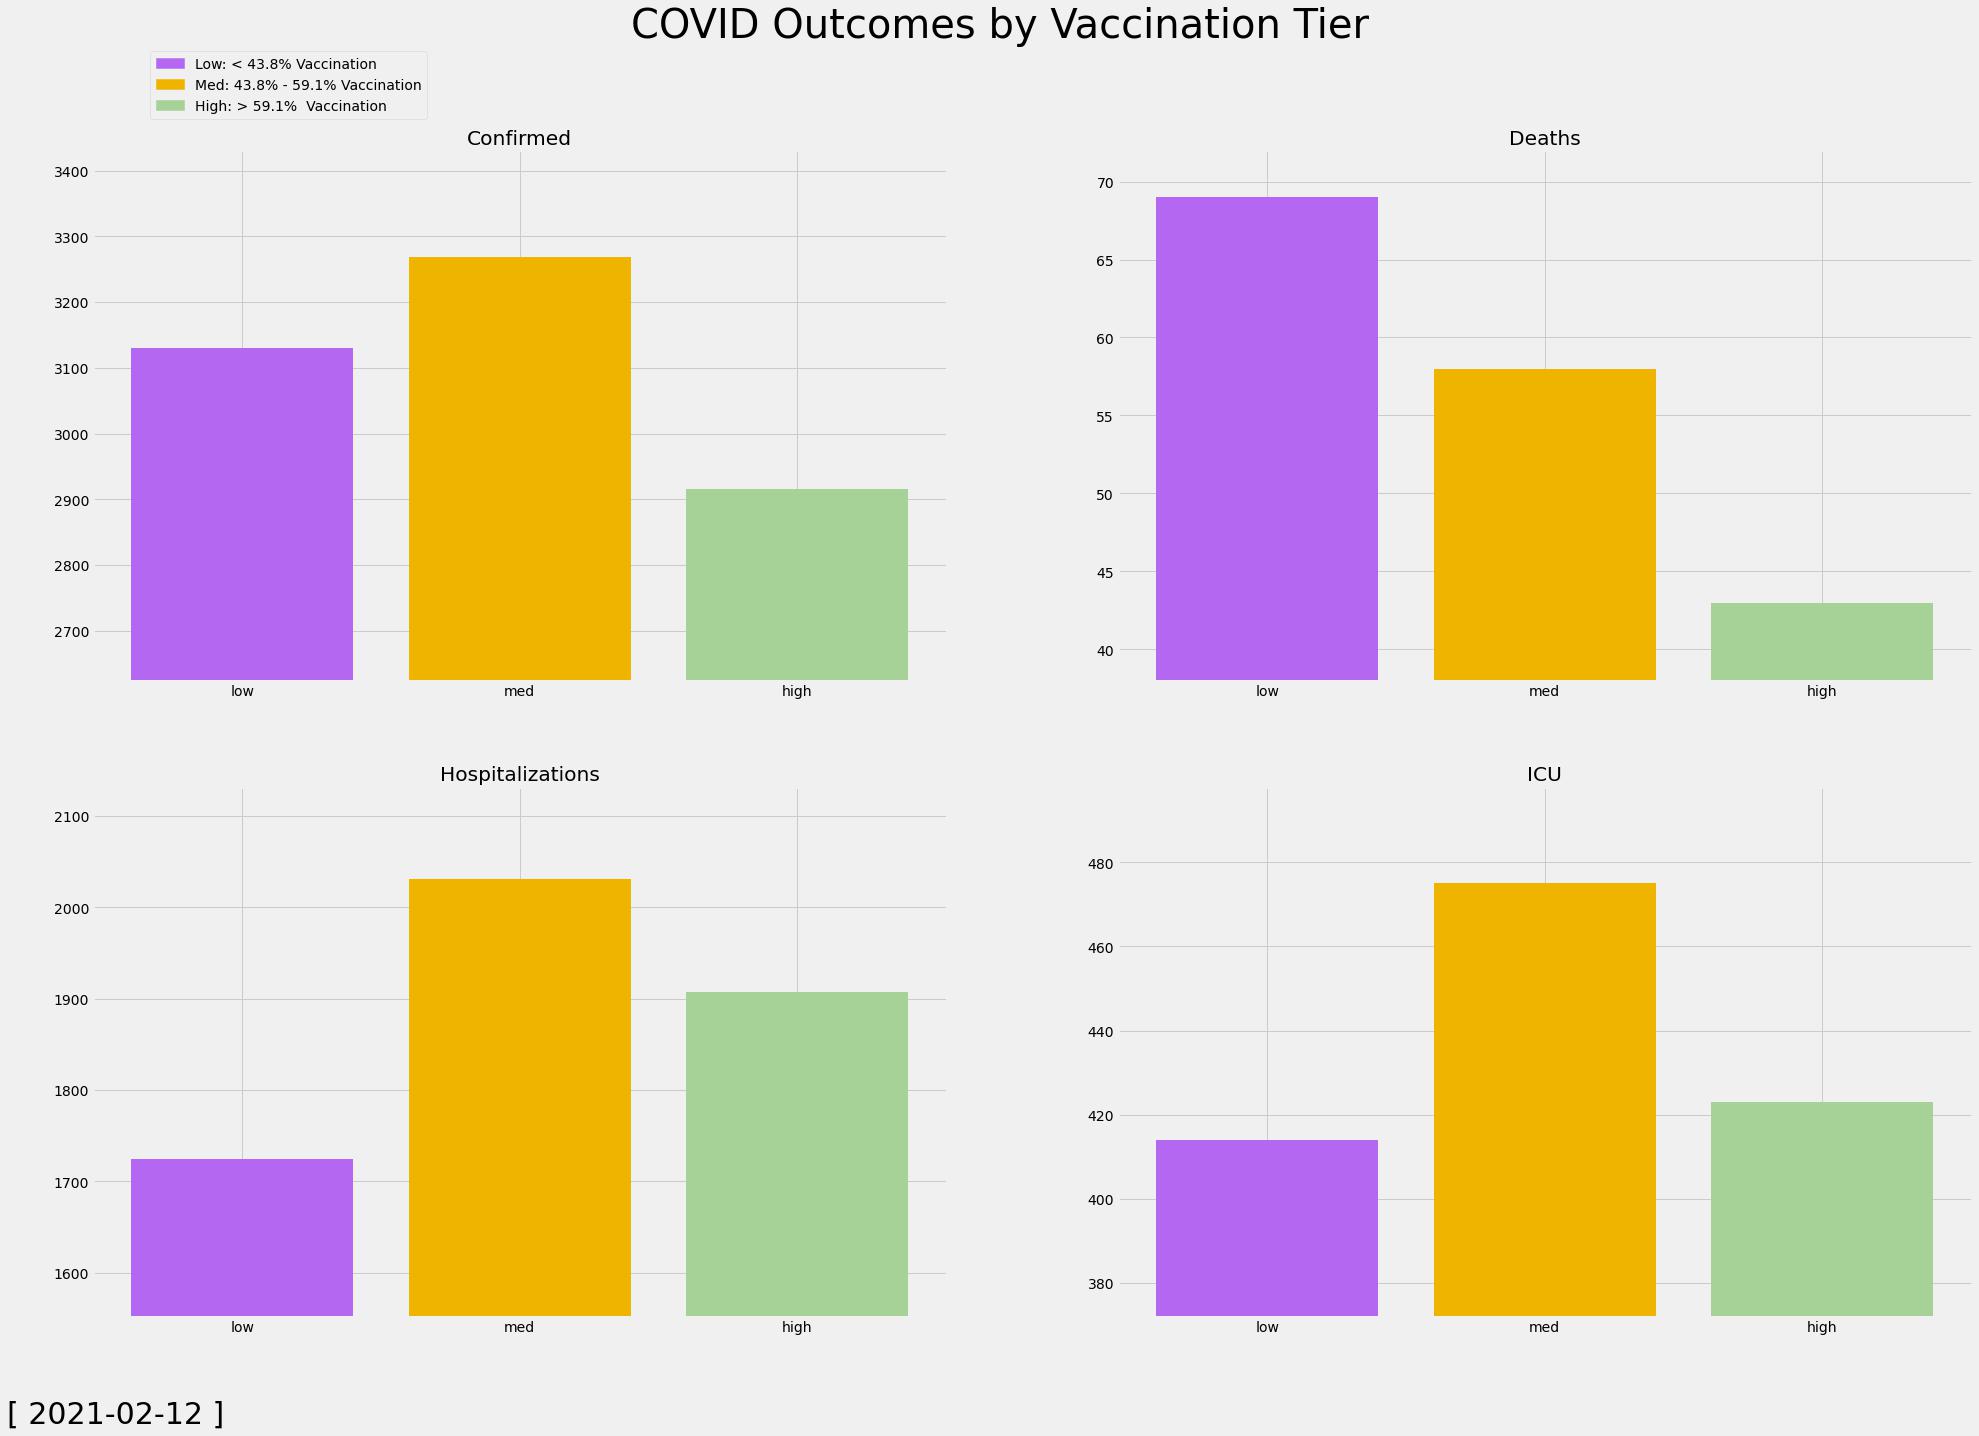 COVID Outcomes by Vaccination Tier
Low: < 43.8% Vaccination
Med: 43.8% - 59.1% Vaccination
High: > 59.1%  Vaccination
Confirmed
3400
3300
3200
3100
3000
2900
2800
2700
low med high
Deaths
70
65
60
55
50
45
40
low med high
Hospitalizations
2100
2000
1900
1800
1700
1600
low med high
ICU
480
460
440
420
400
380
low med high
[ 2021-02-12 ]